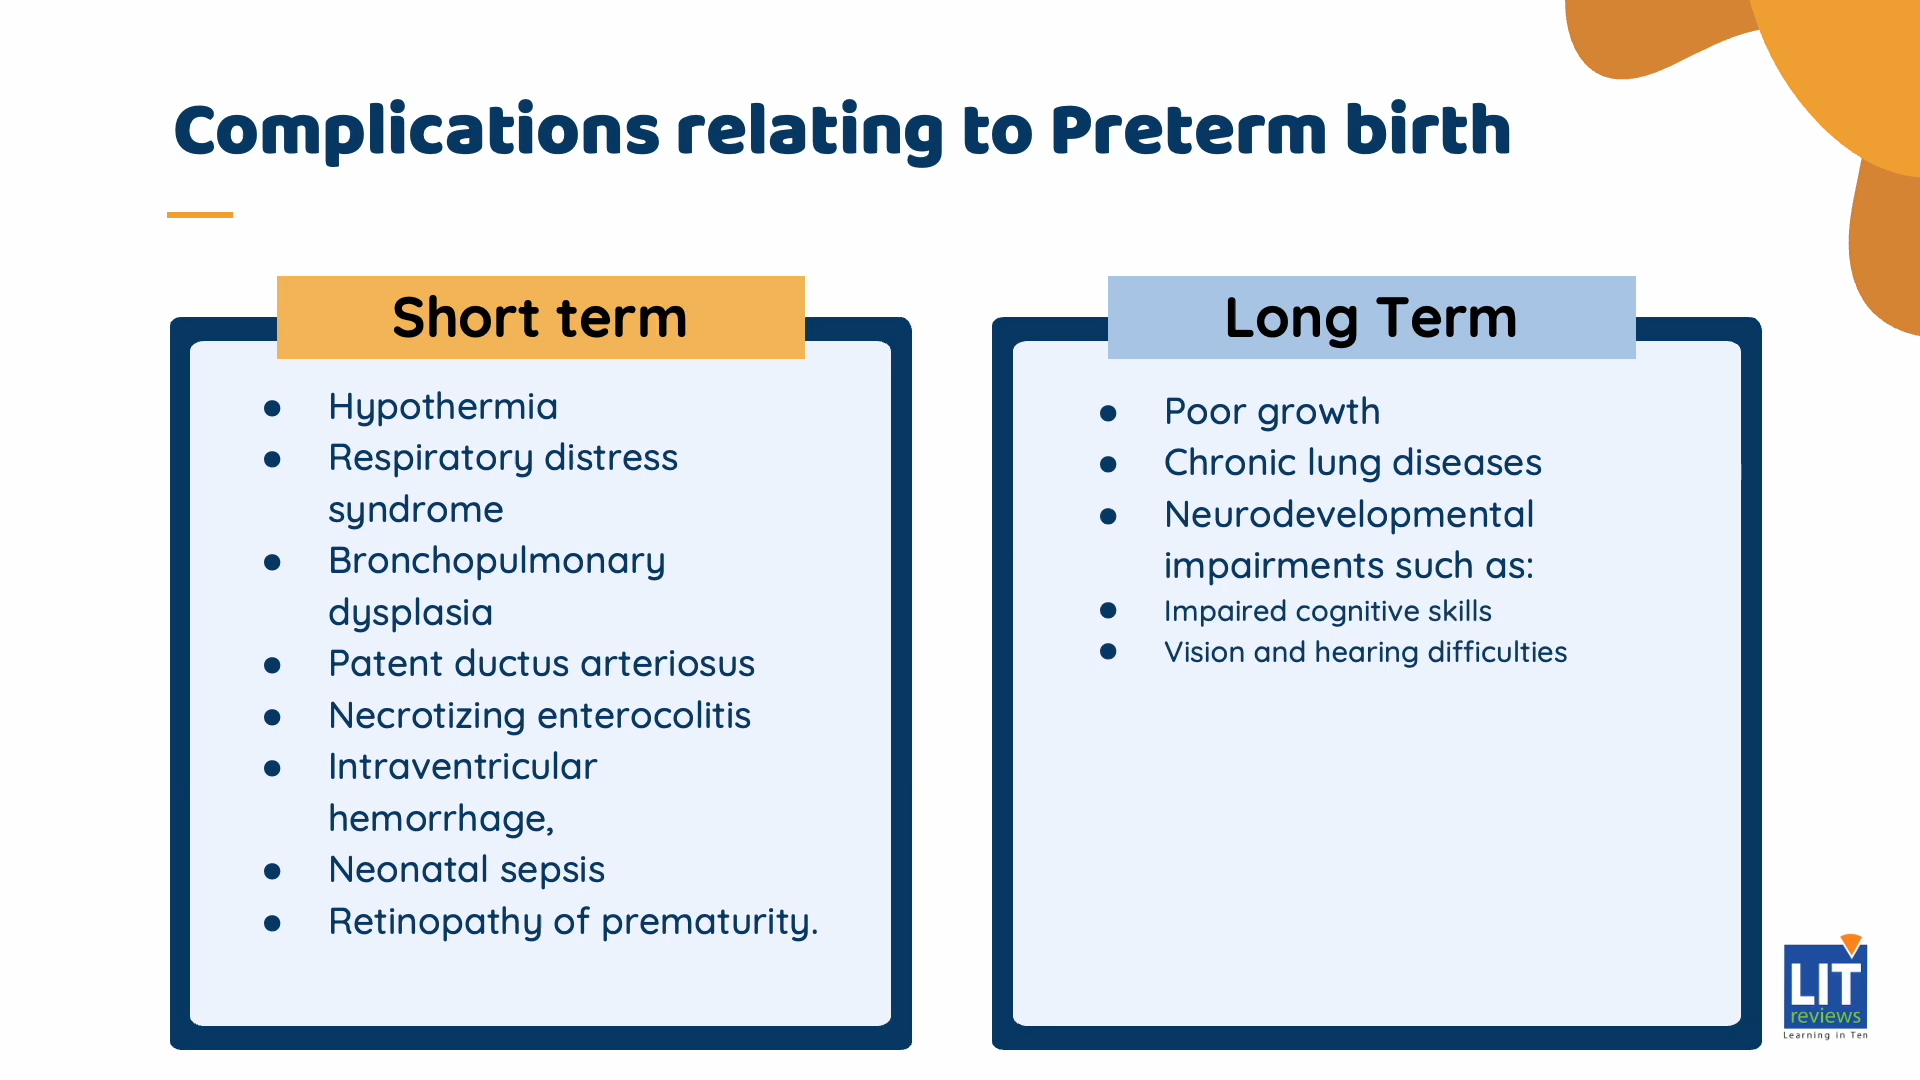 Complications relating to Preterm birth
Short term
● Hypothermia
● Respiratory distress
syndrome
● Bronchopulmonary
dysplasia
● Patent ductus arteriosus
● Necrotizing enterocolitis
● Intraventricular
hemorrhage,
● Neonatal sepsis
● Retinopathy of prematurity.
Long Term
● Poor growth
● Chronic lung diseases
● Neurodevelopmental
impairments such as:
● Impaired cognitive skills
● Vision and hearing difficulties
LIT
reviews
Learning in Ten